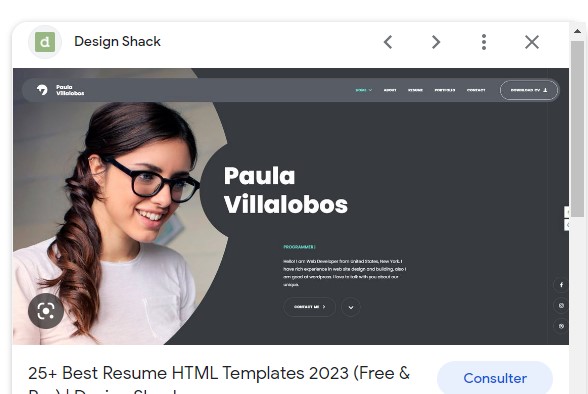 d
Design Shack
Paula
Villalobos
HOME
ABOUT
RESUME
PORTFOLIO
CONTACT
DOWNLOAD CV
Paula
Villalobos
PROGRAMMER |
Hello! I am Web Developer from United States, New York. I
have rich experience in web site design and building, also I
am good at wordpress. I love to talk with you about our
unique.
CONTACT ME
25+ Best Resume HTML Templates 2023 (Free &
Consulter